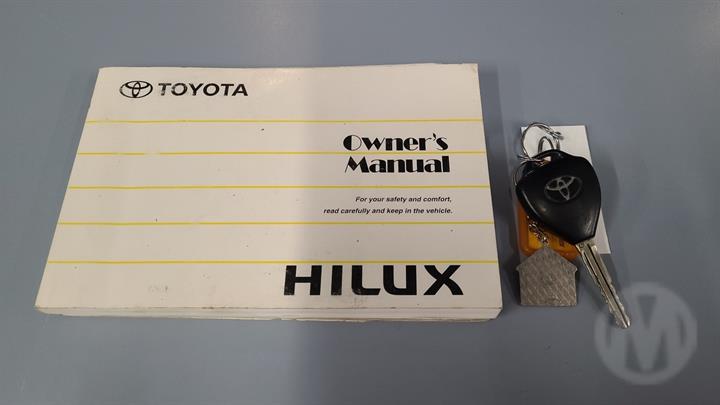 TOYOTA
Owner's
Manual
For your safety and comfort,
read carefully and keep in the vehicle.
HILUX
M